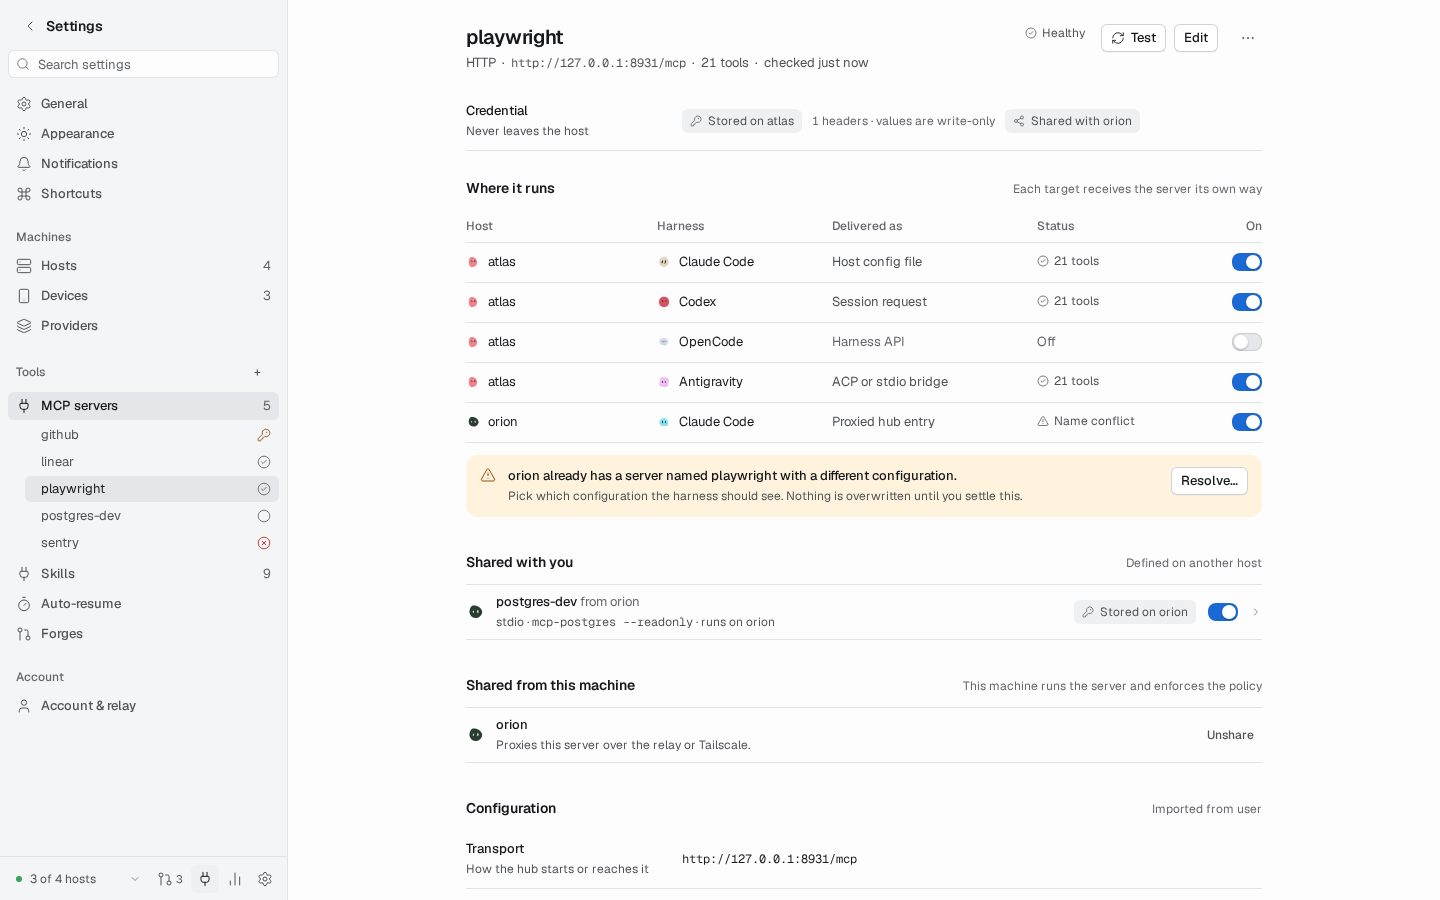 Settings
Search settings
General
Appearance
Notifications
Shortcuts
Machines
Hosts 4
Devices 3
Providers
Tools +
MCP servers 5
github
linear
playwright
postgres-dev
sentry
Skills 9
Auto-resume
Forges
Account
Account & relay
3 of 4 hosts 3
playwright
Healthy Test Edit ...
HTTP · http://127.0.0.1:8931/mcp · 21 tools · checked just now
Credential
Never leaves the host
Stored on atlas 1 headers · values are write-only Shared with orion
Where it runs Each target receives the server its own way
Host Harness Delivered as Status On
atlas Claude Code Host config file 21 tools
atlas Codex Session request 21 tools
atlas OpenCode Harness API Off
atlas Antigravity ACP or stdio bridge 21 tools
orion Claude Code Proxied hub entry Name conflict
orion already has a server named playwright with a different configuration.
Pick which configuration the harness should see. Nothing is overwritten until you settle this.
Resolve...
Shared with you Defined on another host
postgres-dev from orion
stdio · mcp-postgres --readonly · runs on orion
Stored on orion
Shared from this machine This machine runs the server and enforces the policy
orion
Proxies this server over the relay or Tailscale.
Unshare
Configuration Imported from user
Transport
How the hub starts or reaches it
http://127.0.0.1:8931/mcp